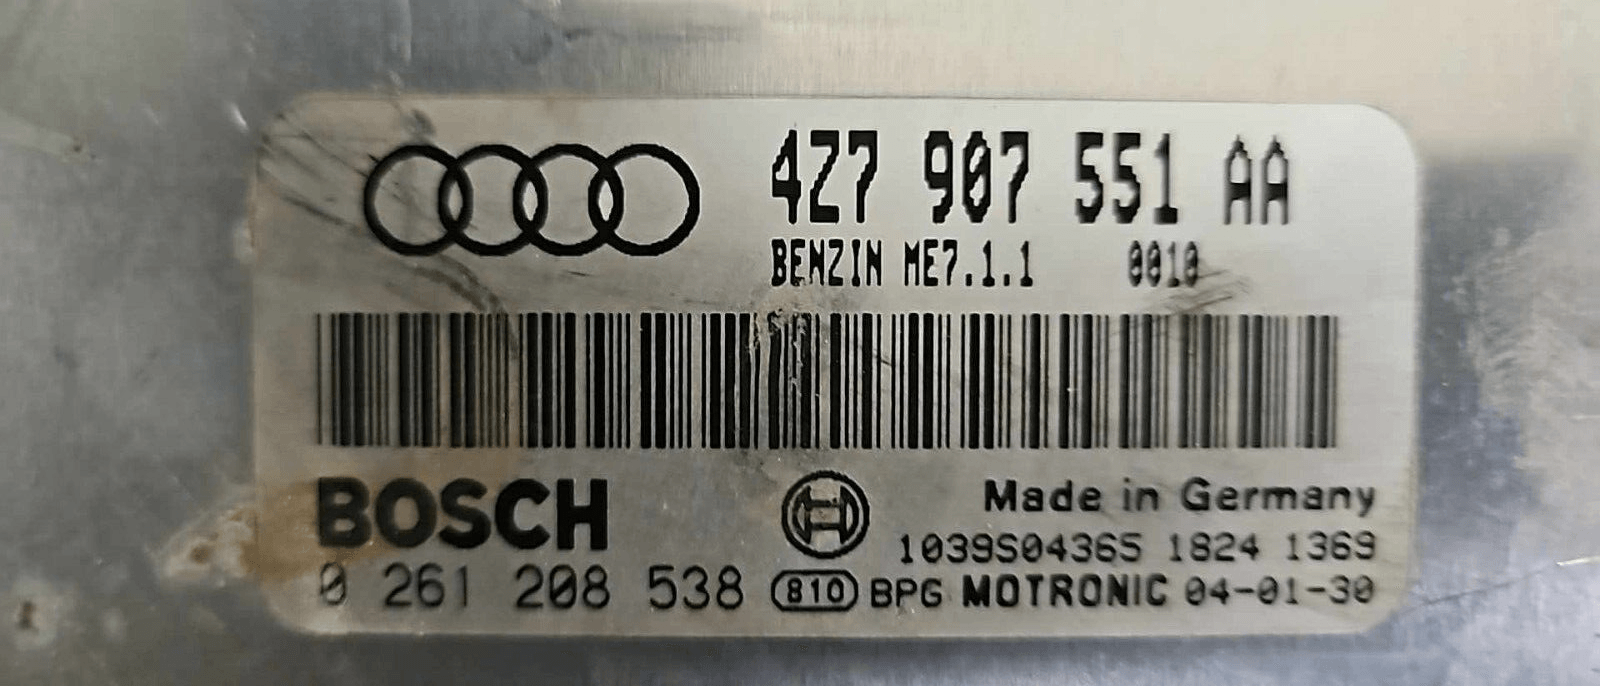 4Z7 907 551 AA
BENZIN ME7.1.1 0010
BOSCH
Made in Germany
1039S04365 1824 1369
0 261 208 538 810 BPG MOTRONIC 04-01-30